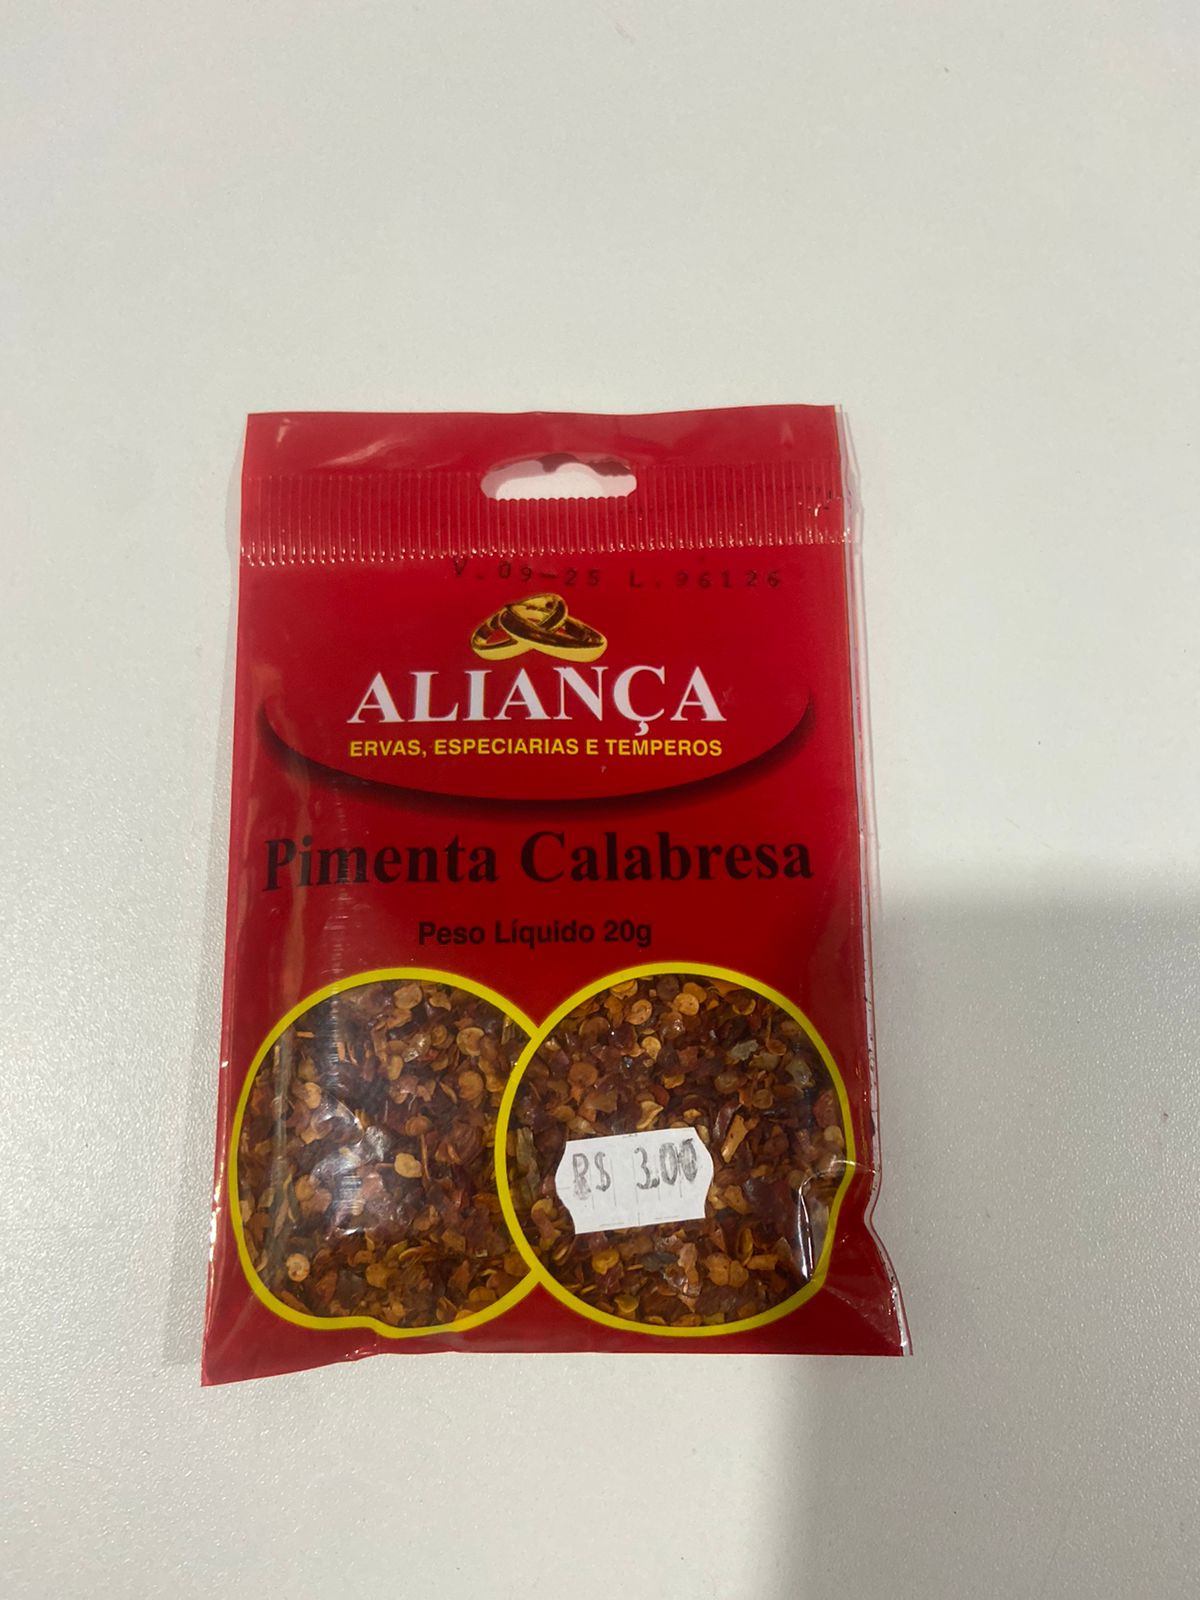 V.09-25 L.96126
ALIANÇA
ERVAS, ESPECIARIAS E TEMPEROS
Pimenta Calabresa
Peso Líquido 20g
R$ 3.00